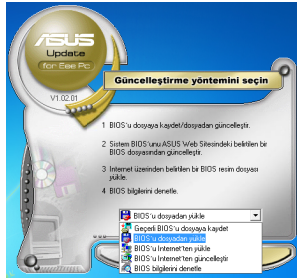 ASUS
Update
for Eee Pc
V1.02.01
Güncelleştirme yöntemini seçin
1 BIOS'u dosyaya kaydet/dosyadan güncelleştir.
2 Sistem BIOS'unu ASUS Web Sitesindeki belirtilen bir
BIOS dosyasından güncelleştir.
3 Internet üzerinden belirtilen bir BIOS resim dosyası
yükle.
4 BIOS bilgilerini denetle.
BIOS'u dosyadan yükle
Geçerli BIOS'u dosyaya kaydet
BIOS'u dosyadan yükle
BIOS'u Internet'ten yükle
BIOS'u Internet'ten güncelleştir
BIOS bilgilerini denetle